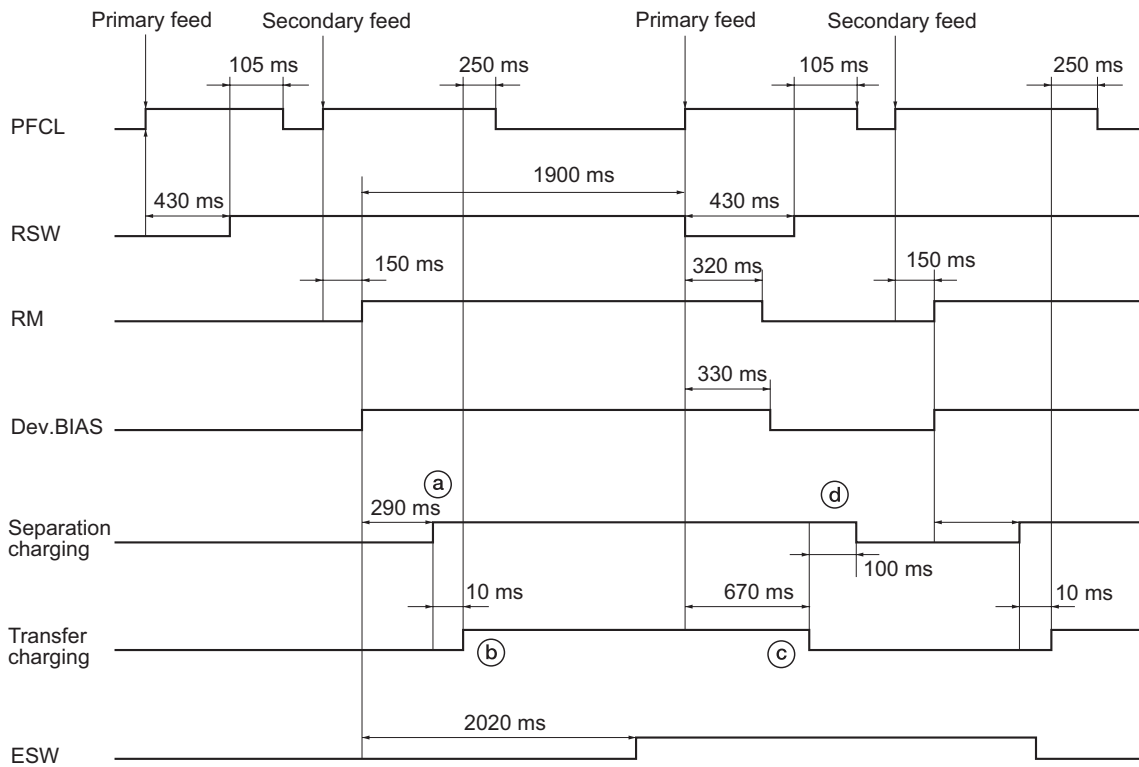 Primary feed
Secondary feed
Primary feed
Secondary feed
105 ms
250 ms
105 ms
250 ms
PFCL
1900 ms
430 ms
430 ms
RSW
150 ms
320 ms
150 ms
RM
330 ms
Dev.BIAS
a
d
290 ms
Separation
charging
100 ms
10 ms
670 ms
10 ms
Transfer
charging
b
c
2020 ms
ESW